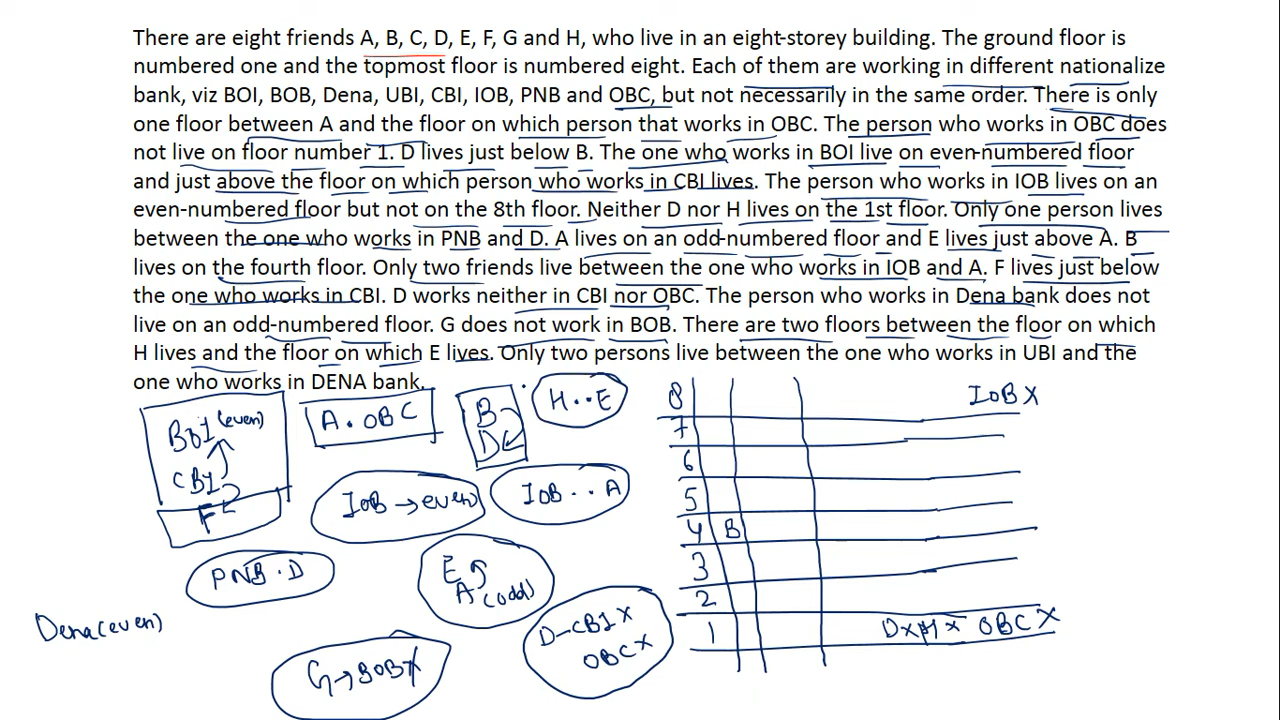 There are eight friends A, B, C, D, E, F, G and H, who live in an eight-storey building. The ground floor is
numbered one and the topmost floor is numbered eight. Each of them are working in different nationalize
bank, viz BOI, BOB, Dena, UBI, CBI, IOB, PNB and OBC, but not necessarily in the same order. There is only
one floor between A and the floor on which person that works in OBC. The person who works in OBC does
not live on floor number 1. D lives just below B. The one who works in BOI live on even-numbered floor
and just above the floor on which person who works in CBI lives. The person who works in IOB lives on an
even-numbered floor but not on the 8th floor. Neither D nor H lives on the 1st floor. Only one person lives
between the one who works in PNB and D. A lives on an odd-numbered floor and E lives just above A. B
lives on the fourth floor. Only two friends live between the one who works in IOB and A. F lives just below
the one who works in CBI. D works neither in CBI nor OBC. The person who works in Dena bank does not
live on an odd-numbered floor. G does not work in BOB. There are two floors between the floor on which
H lives and the floor on which E lives. Only two persons live between the one who works in UBI and the
one who works in DENA bank.
BOI (even)
CBI
F
A . OBC
B
D
H . . E
IOB → even
IOB . . A
PNB . D
E
A (odd)
D-CBI X
OBC X
Dena (even)
G → BOB X
8 IOB X
7
6
5
4 B
3
2
1 D X H X OBC X